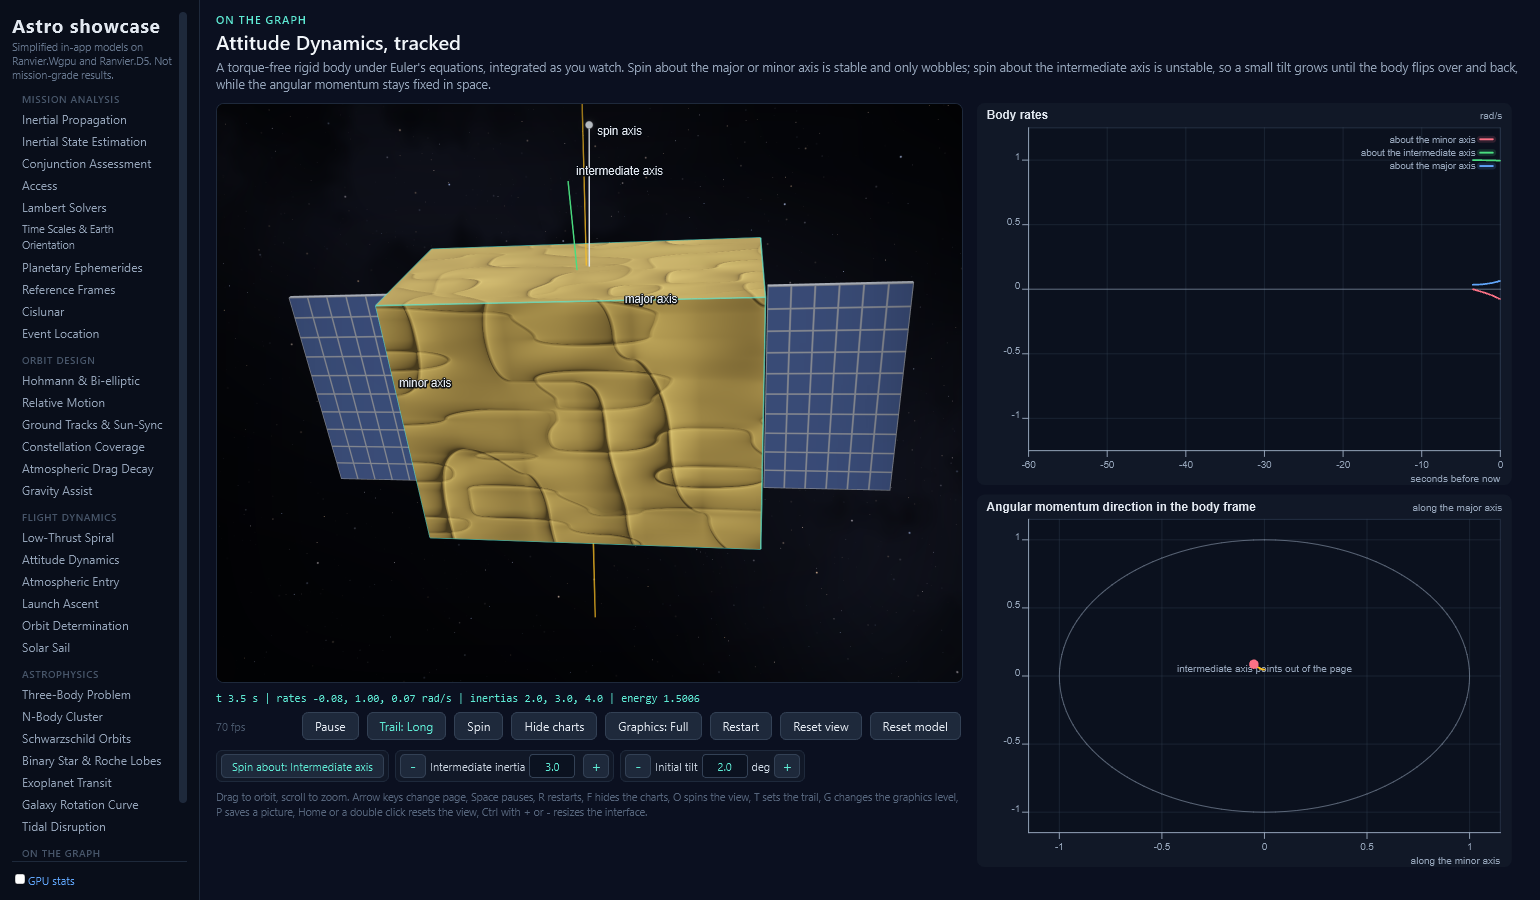 Astro showcase
Simplified in-app models on
Ranvier.Wgpu and Ranvier.D5. Not
mission-grade results.
MISSION ANALYSIS
Inertial Propagation
Inertial State Estimation
Conjunction Assessment
Access
Lambert Solvers
Time Scales & Earth
Orientation
Planetary Ephemerides
Reference Frames
Cislunar
Event Location
ORBIT DESIGN
Hohmann & Bi-elliptic
Relative Motion
Ground Tracks & Sun-Sync
Constellation Coverage
Atmospheric Drag Decay
Gravity Assist
FLIGHT DYNAMICS
Low-Thrust Spiral
Attitude Dynamics
Atmospheric Entry
Launch Ascent
Orbit Determination
Solar Sail
ASTROPHYSICS
Three-Body Problem
N-Body Cluster
Schwarzschild Orbits
Binary Star & Roche Lobes
Exoplanet Transit
Galaxy Rotation Curve
Tidal Disruption
ON THE GRAPH
GPU stats
ON THE GRAPH
Attitude Dynamics, tracked
A torque-free rigid body under Euler's equations, integrated as you watch. Spin about the major or minor axis is stable and only wobbles; spin about the intermediate axis is unstable, so a small tilt grows until the body flips over and back,
while the angular momentum stays fixed in space.
spin axis
intermediate axis
major axis
minor axis
t 3.5 s | rates -0.08, 1.00, 0.07 rad/s | inertias 2.0, 3.0, 4.0 | energy 1.5006
70 fps
Pause
Trail: Long
Spin
Hide charts
Graphics: Full
Restart
Reset view
Reset model
Spin about: Intermediate axis
- Intermediate inertia 3.0 +
- Initial tilt 2.0 deg +
Drag to orbit, scroll to zoom. Arrow keys change page, Space pauses, R restarts, F hides the charts, O spins the view, T sets the trail, G changes the graphics level,
P saves a picture, Home or a double click resets the view, Ctrl with + or - resizes the interface.
Body rates
rad/s
about the minor axis
about the intermediate axis
about the major axis
1
0.5
0
-0.5
-1
-60 -50 -40 -30 -20 -10 0
seconds before now
Angular momentum direction in the body frame
along the major axis
1
0.5
0
-0.5
-1
intermediate axis points out of the page
-1 -0.5 0 0.5 1
along the minor axis